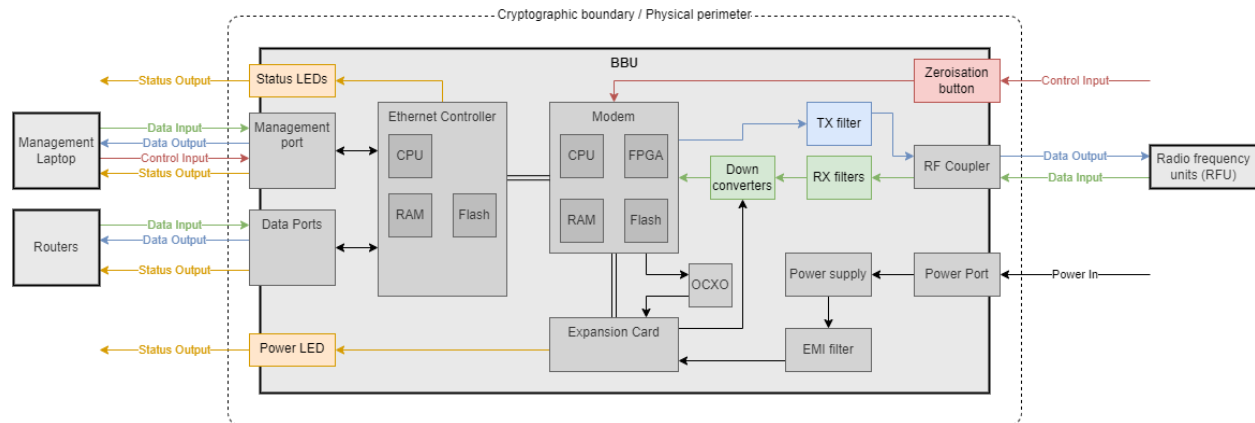 Cryptographic boundary / Physical perimeter
BBU
Status Output
Status LEDs
Zeroisation
button
Control Input
Management
Laptop
Data Input
Data Output
Control Input
Status Output
Management
port
Ethernet Controller
CPU
RAM
Flash
Modem
CPU
FPGA
RAM
Flash
TX filter
Down
converters
RX filters
RF Coupler
Data Output
Data Input
Radio frequency
units (RFU)
Routers
Data Input
Data Output
Status Output
Data Ports
OCXO
Power supply
Power Port
Power In
Status Output
Power LED
Expansion Card
EMI filter